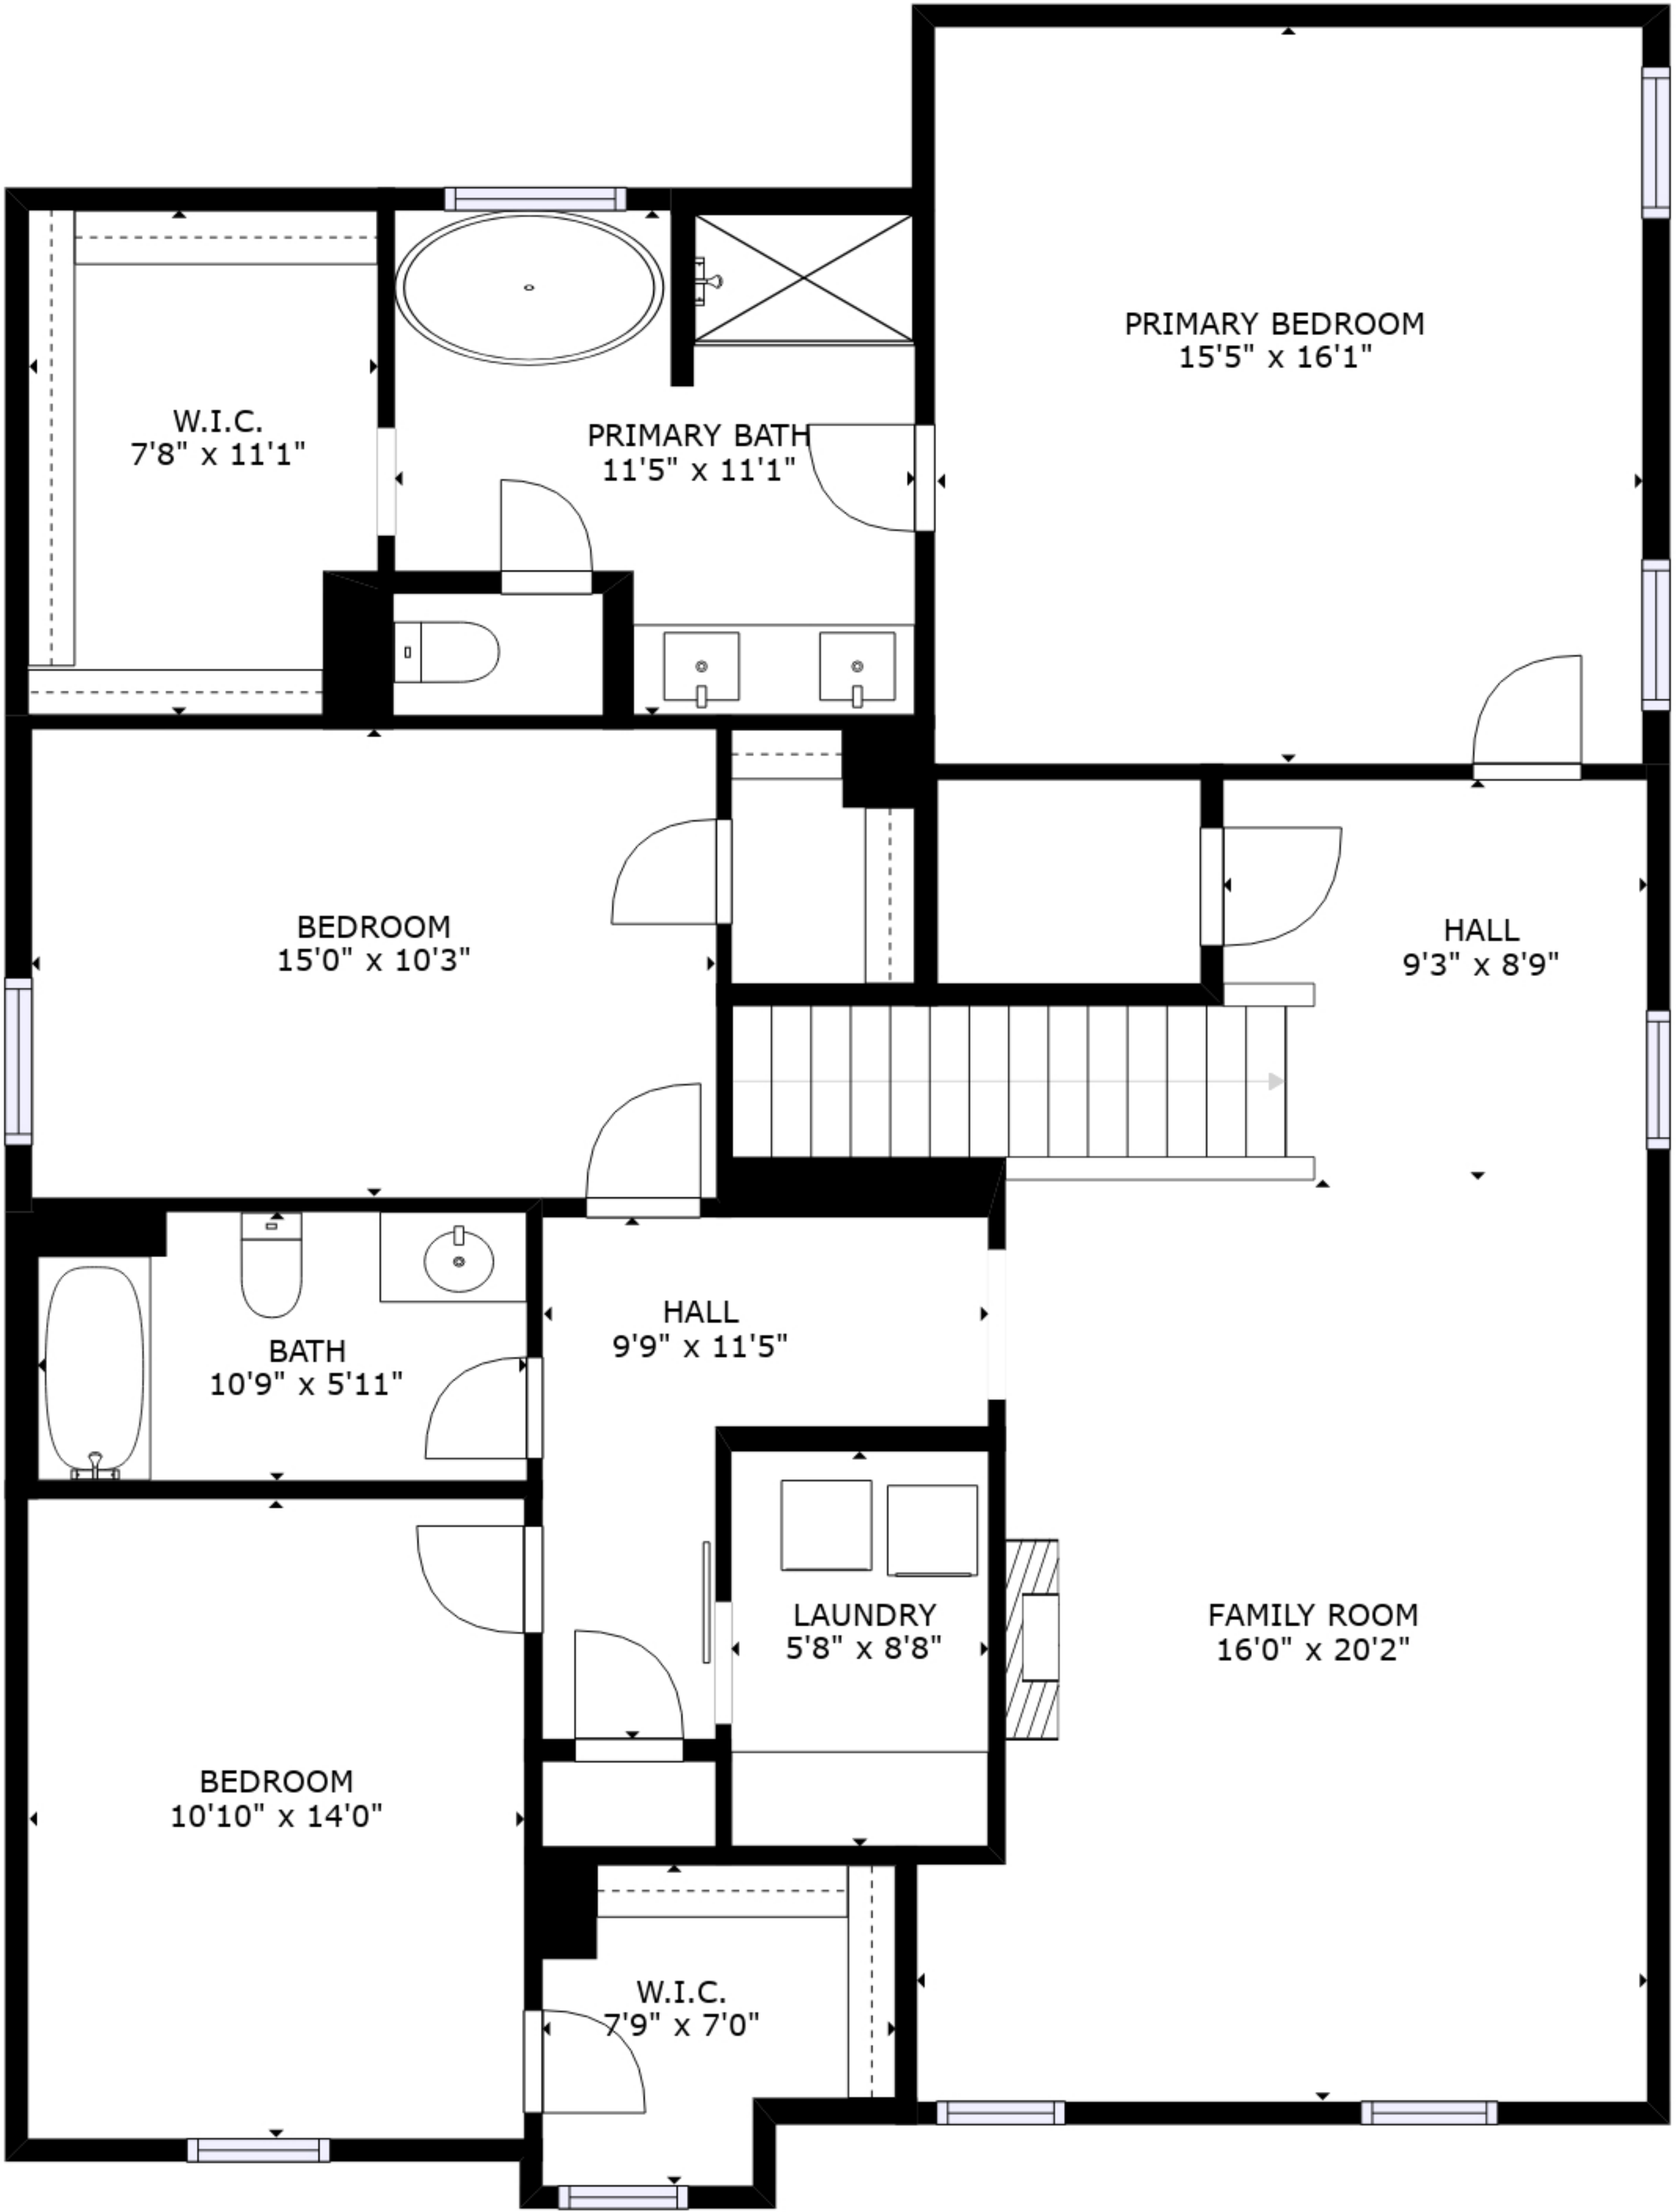 PRIMARY BEDROOM
15'5" x 16'1"
W.I.C.
7'8" x 11'1"
PRIMARY BATH
11'5" x 11'1"
BEDROOM
15'0" x 10'3"
HALL
9'3" x 8'9"
HALL
9'9" x 11'5"
BATH
10'9" x 5'11"
LAUNDRY
5'8" x 8'8"
FAMILY ROOM
16'0" x 20'2"
BEDROOM
10'10" x 14'0"
W.I.C.
7'9" x 7'0"